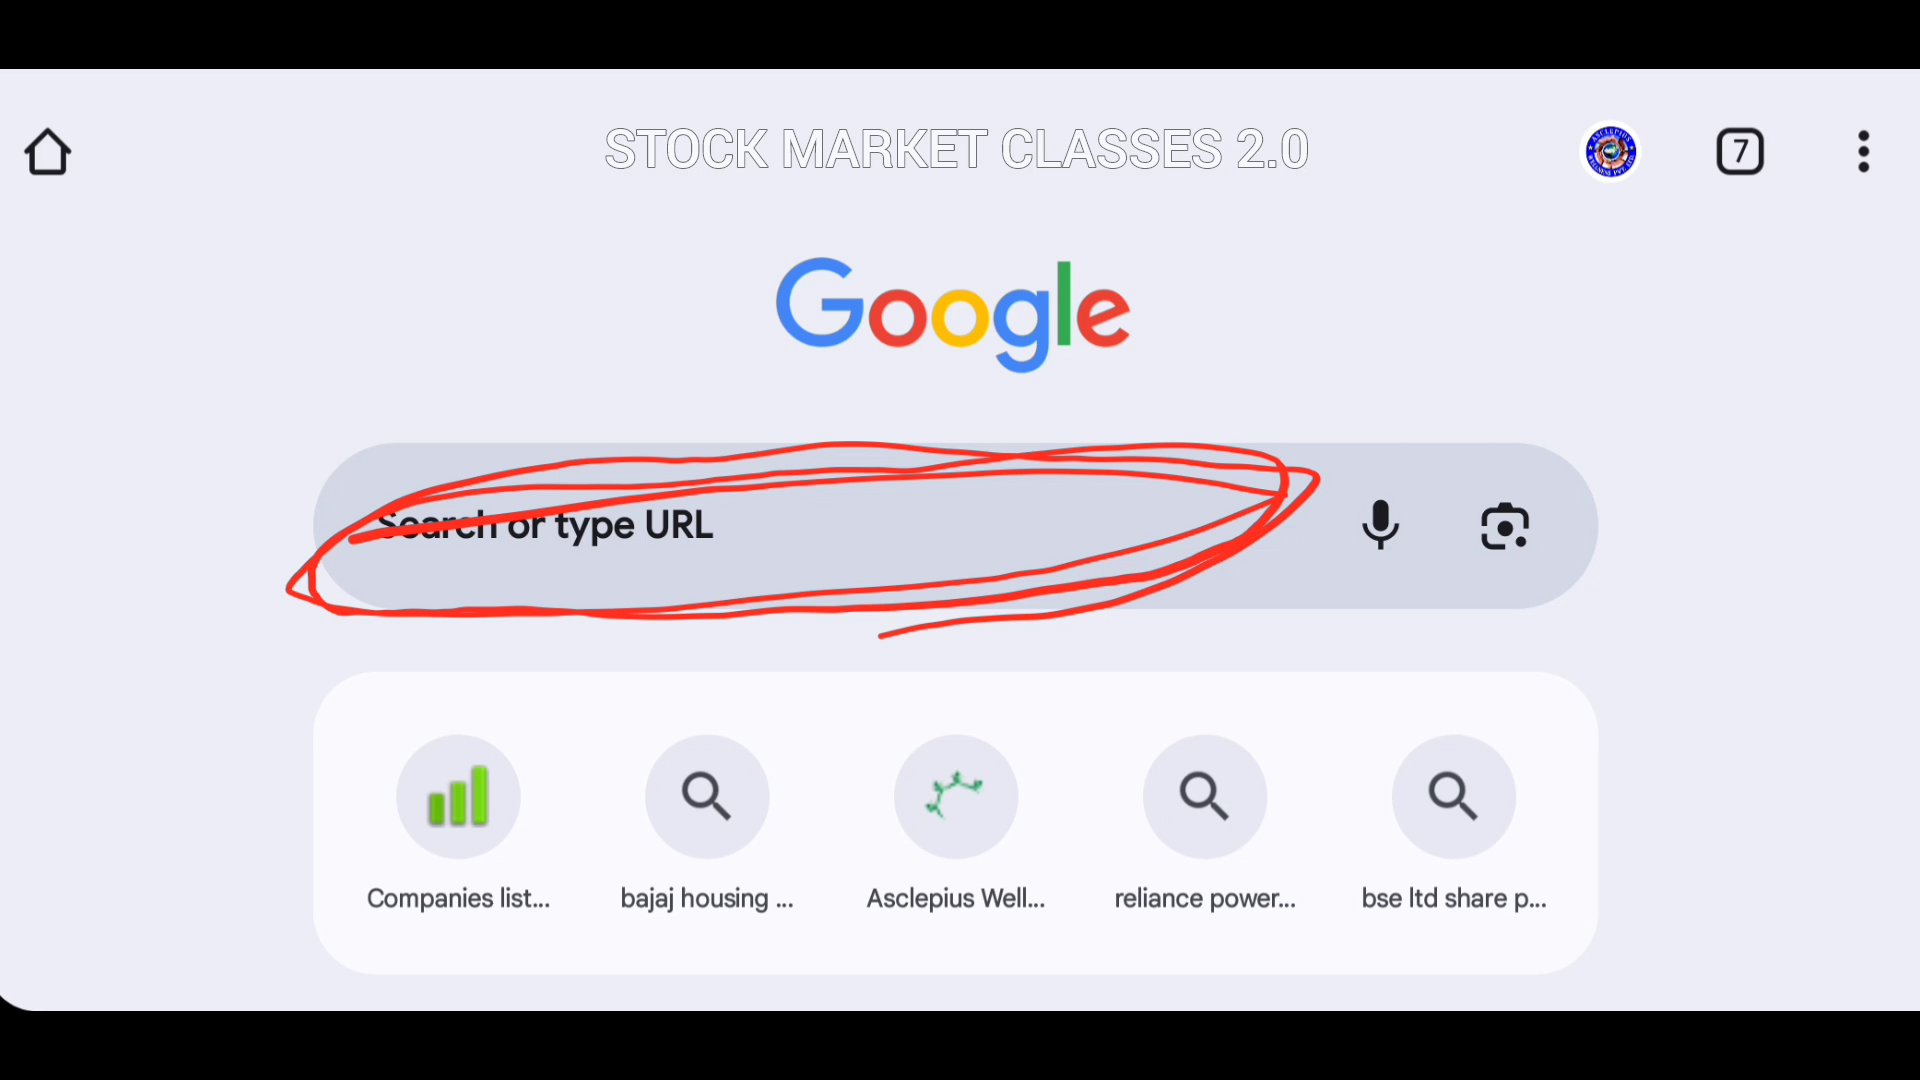 STOCK MARKET CLASSES 2.0
7
Google
Search or type URL
Companies list...
bajaj housing ...
Asclepius Well...
reliance power...
bse ltd share p...